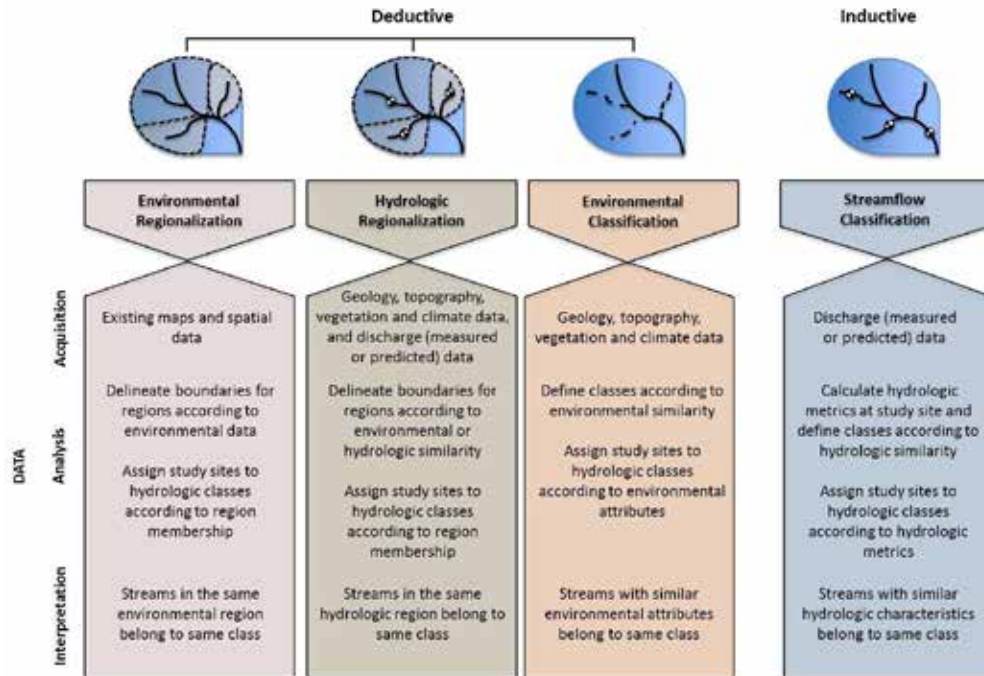 Deductive
Inductive
Environmental
Regionalization
Hydrologic
Regionalization
Environmental
Classification
Streamflow
Classification
DATA
Acquisition
Existing maps and spatial
data
Geology, topography,
vegetation and climate data,
and discharge (measured
or predicted) data
Geology, topography,
vegetation and climate data
Discharge (measured
or predicted) data
Analysis
Delineate boundaries for
regions according to
environmental data
Assign study sites to
hydrologic classes
according to region
membership
Delineate boundaries for
regions according to
environmental or
hydrologic similarity
Assign study sites to
hydrologic classes
according to region
membership
Define classes according to
environmental similarity
Assign study sites to
hydrologic classes
according to environmental
attributes
Calculate hydrologic
metrics at study site and
define classes according to
hydrologic similarity
Assign study sites to
hydrologic classes
according to hydrologic
metrics
Interpretation
Streams in the same
environmental region
belong to same class
Streams in the same
hydrologic region belong to
same class
Streams with similar
environmental attributes
belong to same class
Streams with similar
hydrologic characteristics
belong to same class